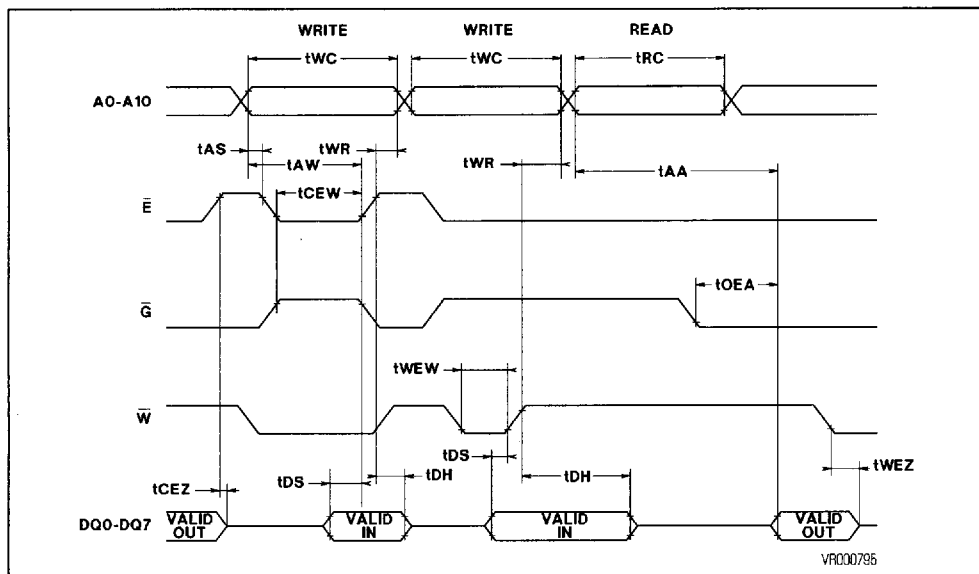 WRITE WRITE READ
tWC tWC tRC
A0-A10
tAS tWR tWR
tAW tAA
tCEW
E̅
tOEA
G̅
tWEW
W̅
tDS tDH tDS tDH tWEZ
tCEZ
DQ0-DQ7 VALID OUT VALID IN VALID IN VALID OUT
VR000795